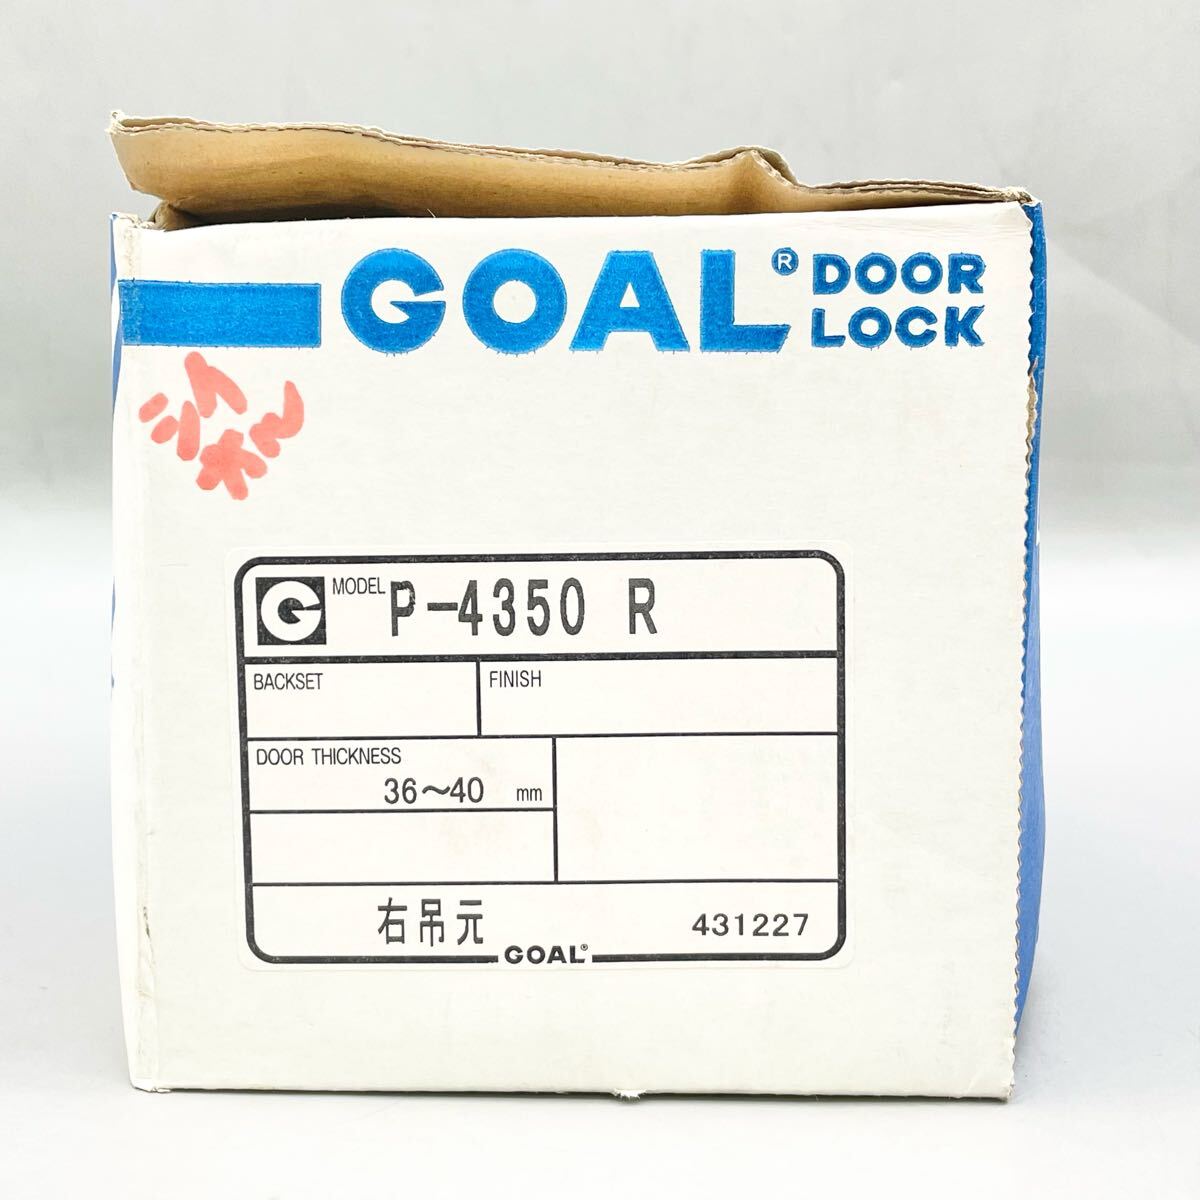 GOAL® DOOR LOCK
G MODEL P-4350 R
BACKSET
FINISH
DOOR THICKNESS
36～40 mm
右吊元
431227
GOAL®